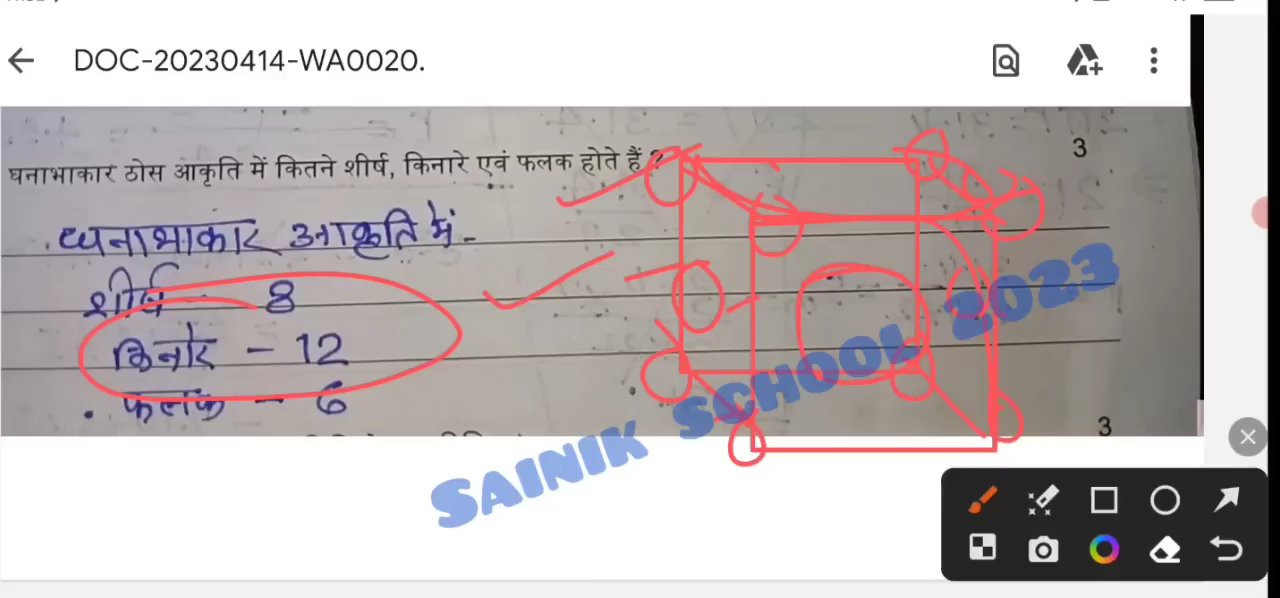 DOC-20230414-WA0020.
3
घनाभाकार ठोस आकृति में कितने शीर्ष, किनारे एवं फलक होते हैं ?
घनाभाकार आकृति में -
शीर्ष - 8
किनारे - 12
फलक - 6
3
SAINIK SCHOOL 2023